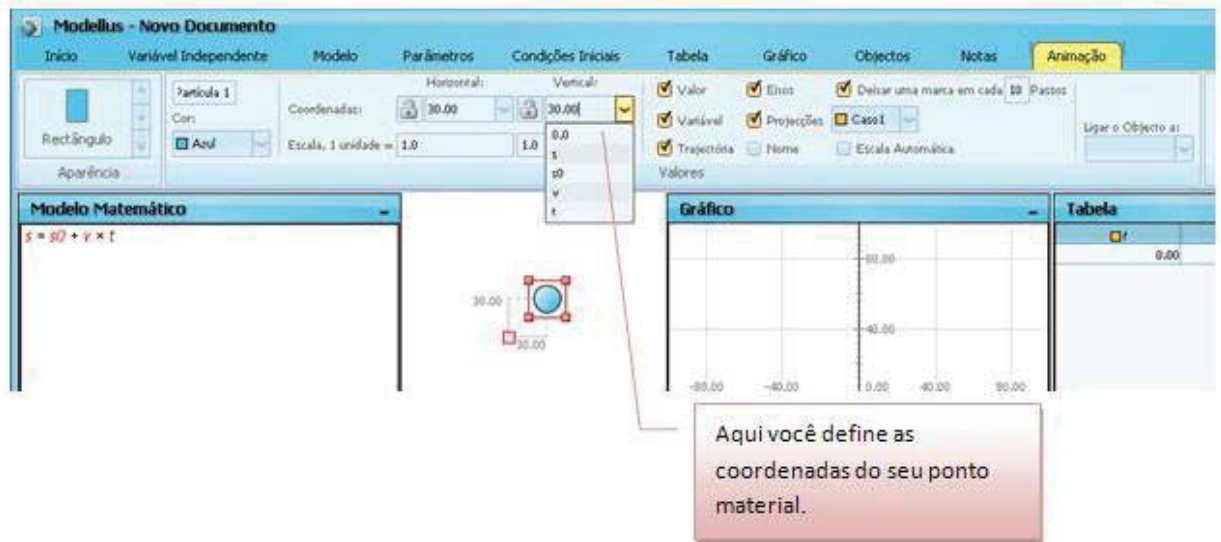 Modellus - Novo Documento
Início Variável Independente Modelo Parâmetros Condições Iniciais Tabela Gráfico Objectos Notas Animação
Rectângulo
Aparência
Partícula 1
Cor:
Azul
Horizontal: Vertical:
Coordenadas: 30.00 30.00
Escala, 1 unidade = 1.0 1.0
0.0
s
s0
v
t
Valor Eixos Deixar uma marca em cada 10 Passos
Variável Projecções Caso1
Trajectória Nome Escala Automática
Valores
Ligar o Objecto a:
Modelo Matemático
s = s0 + v × t
30.00
30.00
Gráfico
80.00
40.00
-80.00 -40.00 0.00 40.00 80.00
Tabela
t
0.00
Aqui você define as
coordenadas do seu ponto
material.